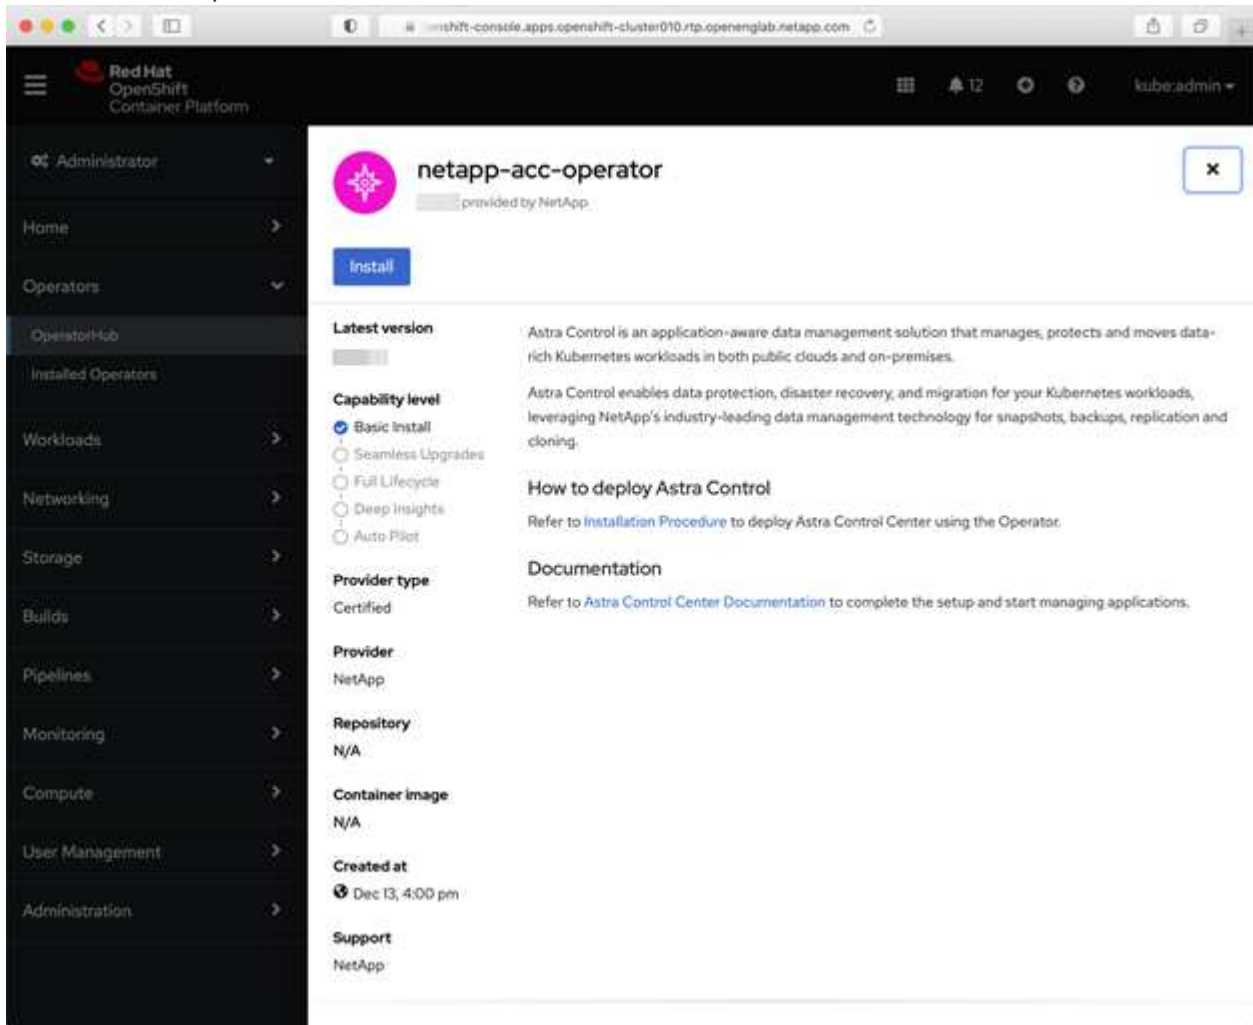 shift-console.apps.openshift-cluster010.rtp.openenglab.netapp.com
Red Hat
OpenShift
Container Platform
12
kube:admin
Administrator
Home
Operators
OperatorHub
Installed Operators
Workloads
Networking
Storage
Builds
Pipelines
Monitoring
Compute
User Management
Administration
netapp-acc-operator
provided by NetApp
Install
Latest version
Capability level
Basic Install
Seamless Upgrades
Full Lifecycle
Deep Insights
Auto Pilot
Provider type
Certified
Provider
NetApp
Repository
N/A
Container image
N/A
Created at
Dec 13, 4:00 pm
Support
NetApp
Astra Control is an application-aware data management solution that manages, protects and moves data-
rich Kubernetes workloads in both public clouds and on-premises.
Astra Control enables data protection, disaster recovery, and migration for your Kubernetes workloads,
leveraging NetApp's industry-leading data management technology for snapshots, backups, replication and
cloning.
How to deploy Astra Control
Refer to Installation Procedure to deploy Astra Control Center using the Operator.
Documentation
Refer to Astra Control Center Documentation to complete the setup and start managing applications.